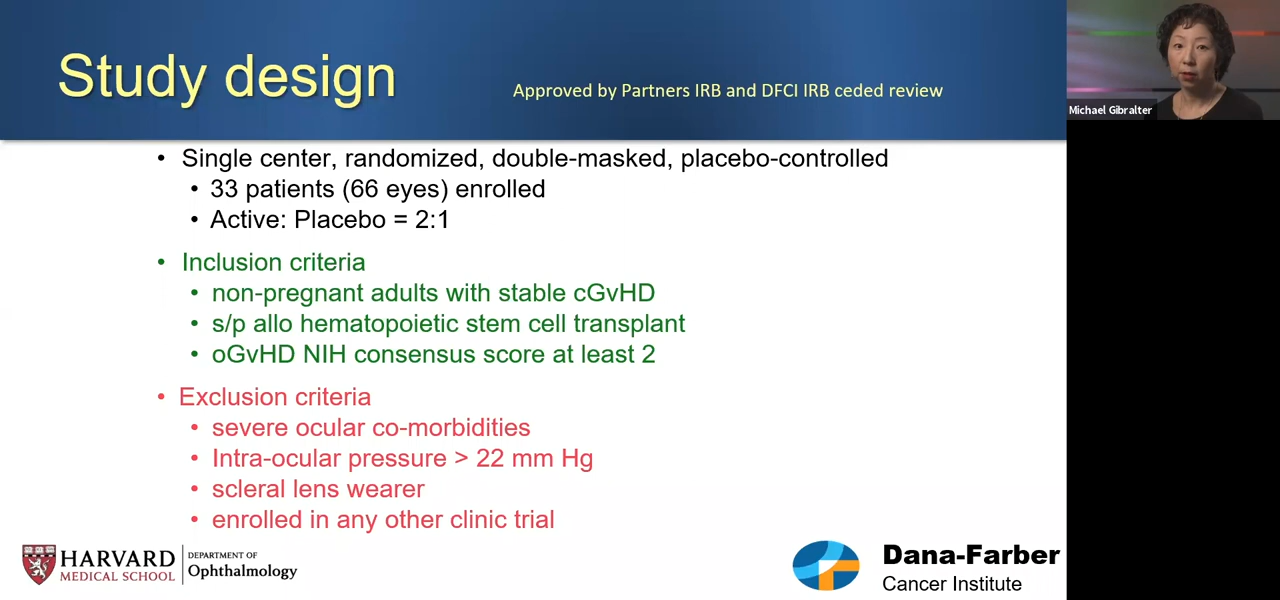 Study design
Approved by Partners IRB and DFCI IRB ceded review
Michael Gibralter
• Single center, randomized, double-masked, placebo-controlled
• 33 patients (66 eyes) enrolled
• Active: Placebo = 2:1
• Inclusion criteria
• non-pregnant adults with stable cGvHD
• s/p allo hematopoietic stem cell transplant
• oGvHD NIH consensus score at least 2
• Exclusion criteria
• severe ocular co-morbidities
• Intra-ocular pressure > 22 mm Hg
• scleral lens wearer
• enrolled in any other clinic trial
HARVARD
MEDICAL SCHOOL
DEPARTMENT OF
Ophthalmology
Dana-Farber
Cancer Institute